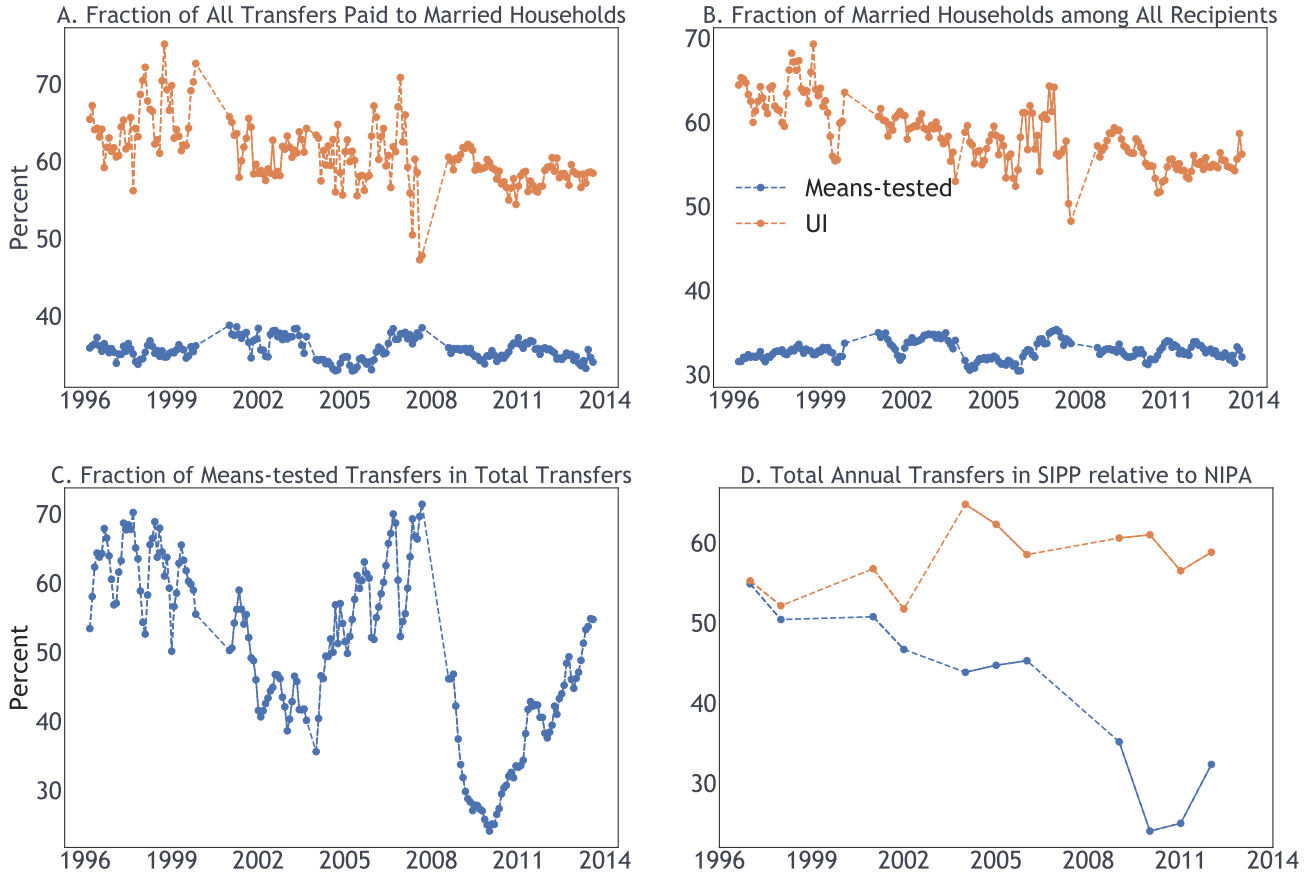 A. Fraction of All Transfers Paid to Married Households
B. Fraction of Married Households among All Recipients
Percent
70
60
50
40
1996 1999 2002 2005 2008 2011 2014
70
60
50
40
30
Means-tested
UI
1996 1999 2002 2005 2008 2011 2014
C. Fraction of Means-tested Transfers in Total Transfers
D. Total Annual Transfers in SIPP relative to NIPA
Percent
70
60
50
40
30
1996 1999 2002 2005 2008 2011 2014
60
50
40
30
1996 1999 2002 2005 2008 2011 2014